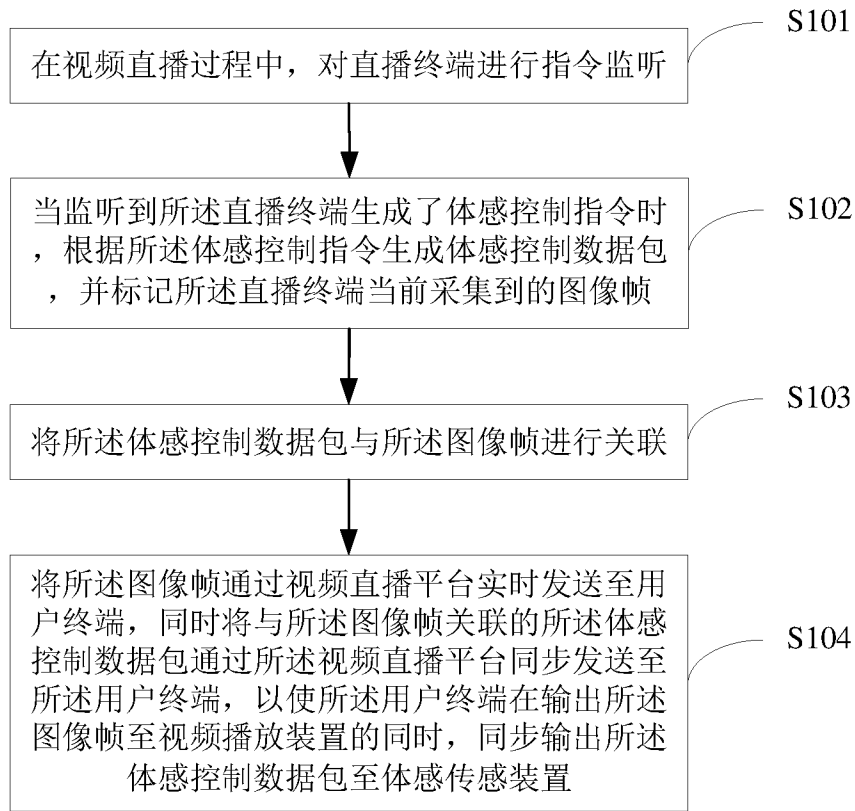 S101
在视频直播过程中，对直播终端进行指令监听
S102
当监听到所述直播终端生成了体感控制指令时
，根据所述体感控制指令生成体感控制数据包
，并标记所述直播终端当前采集到的图像帧
S103
将所述体感控制数据包与所述图像帧进行关联
将所述图像帧通过视频直播平台实时发送至用
户终端，同时将与所述图像帧关联的所述体感
控制数据包通过所述视频直播平台同步发送至
S104
所述用户终端，以使所述用户终端在输出所述
图像帧至视频播放装置的同时，同步输出所述
体感控制数据包至体感传感装置